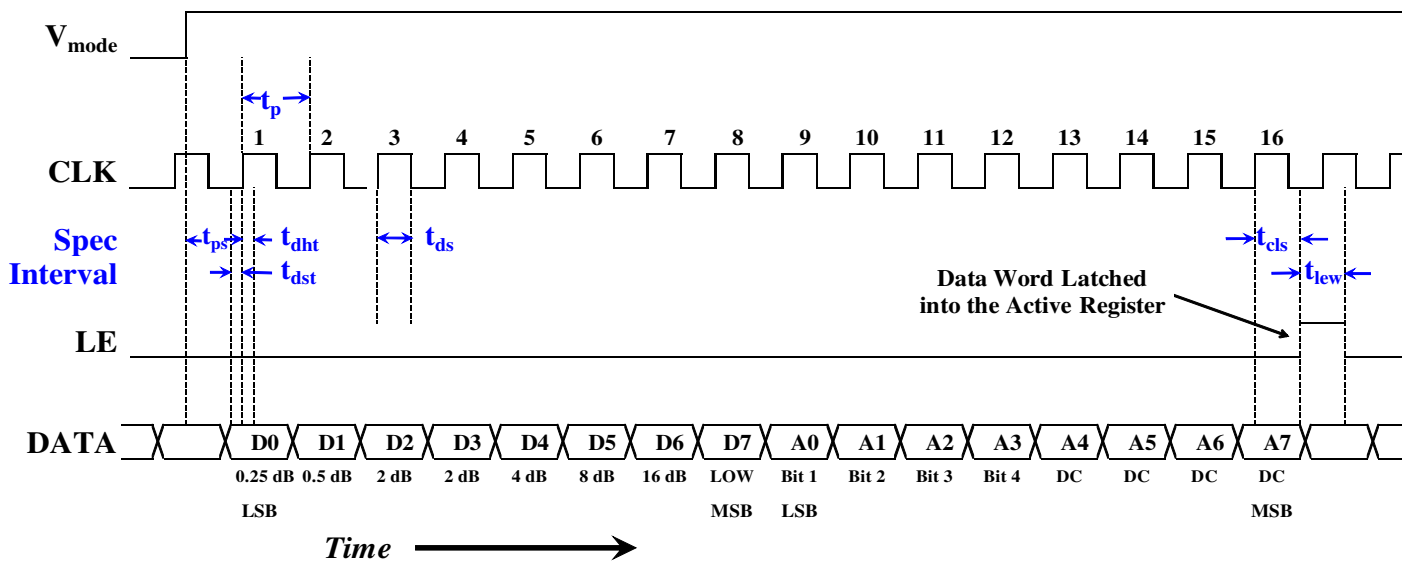 Vmode
tp
1 2 3 4 5 6 7 8 9 10 11 12 13 14 15 16
CLK
Spec
Interval
tps
tdht
tdst
tds
tcls
tlew
Data Word Latched
into the Active Register
LE
DATA D0 D1 D2 D3 D4 D5 D6 D7 A0 A1 A2 A3 A4 A5 A6 A7
0.25 dB 0.5 dB 2 dB 2 dB 4 dB 8 dB 16 dB LOW Bit 1 Bit 2 Bit 3 Bit 4 DC DC DC DC
LSB MSB LSB MSB
Time